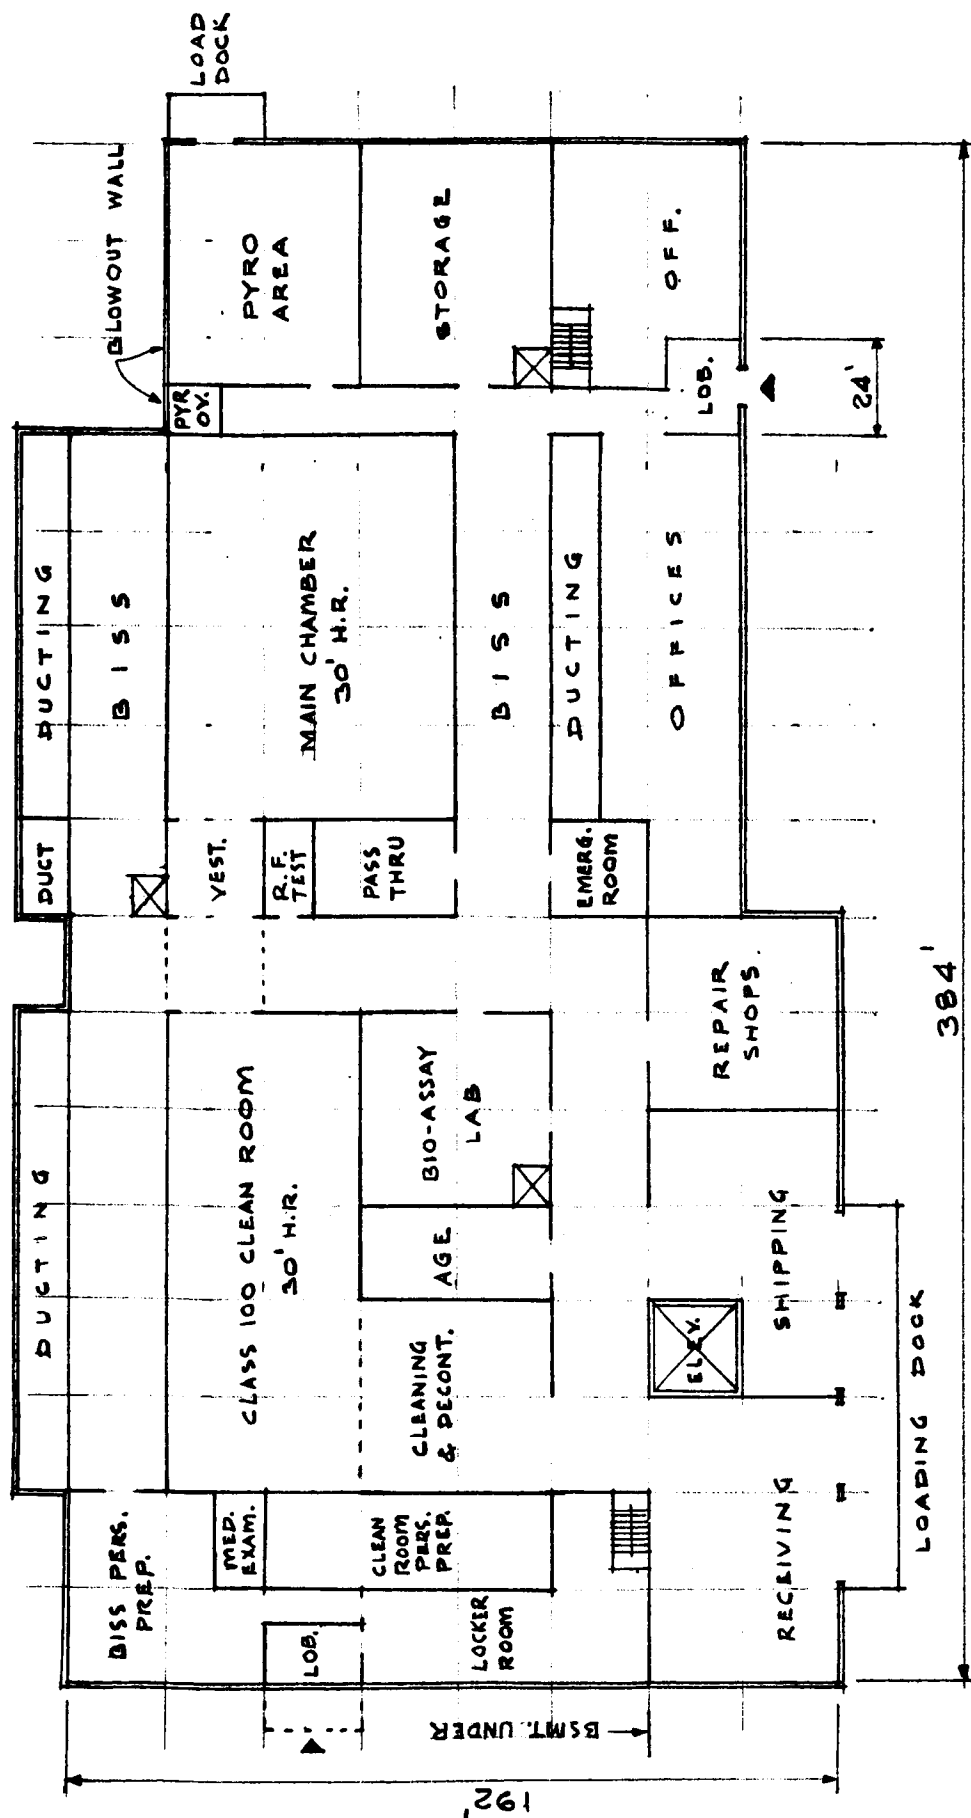 LOAD
DOCK
BLOWOUT WALL
PYRO
AREA
STORAGE
OFF.
PYR
OV.
LOB.
24'
DUCTING
BISS
MAIN CHAMBER
30' H.R.
BISS
DUCTING
OFFICES
DUCT
VEST.
R.F.
TEST
PASS
THRU
EMERG.
ROOM
REPAIR
SHOPS.
384'
DUCTING
CLASS 100 CLEAN ROOM
30' H.R.
BIO-ASSAY
LAB
AGE
CLEANING
& DECONT.
ELEV.
SHIPPING
LOADING DOCK
BISS PERS.
PREP.
MED.
EXAM.
CLEAN
ROOM
PERS.
PREP.
RECEIVING
LOB.
LOCKER
ROOM
BSMT. UNDER
192'